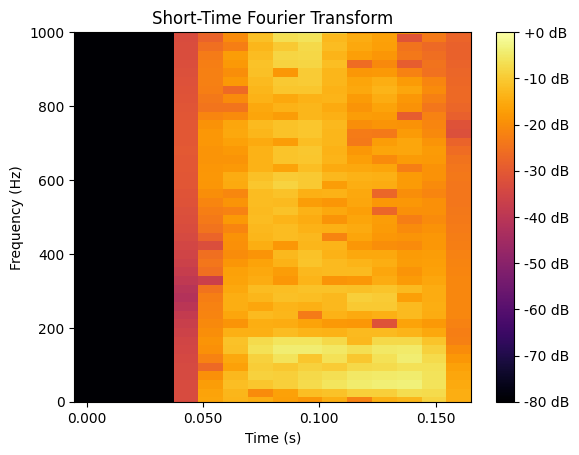 Short-Time Fourier Transform
1000
800
600
400
200
0
Frequency (Hz)
0.000
0.050
0.100
0.150
Time (s)
+0 dB
-10 dB
-20 dB
-30 dB
-40 dB
-50 dB
-60 dB
-70 dB
-80 dB